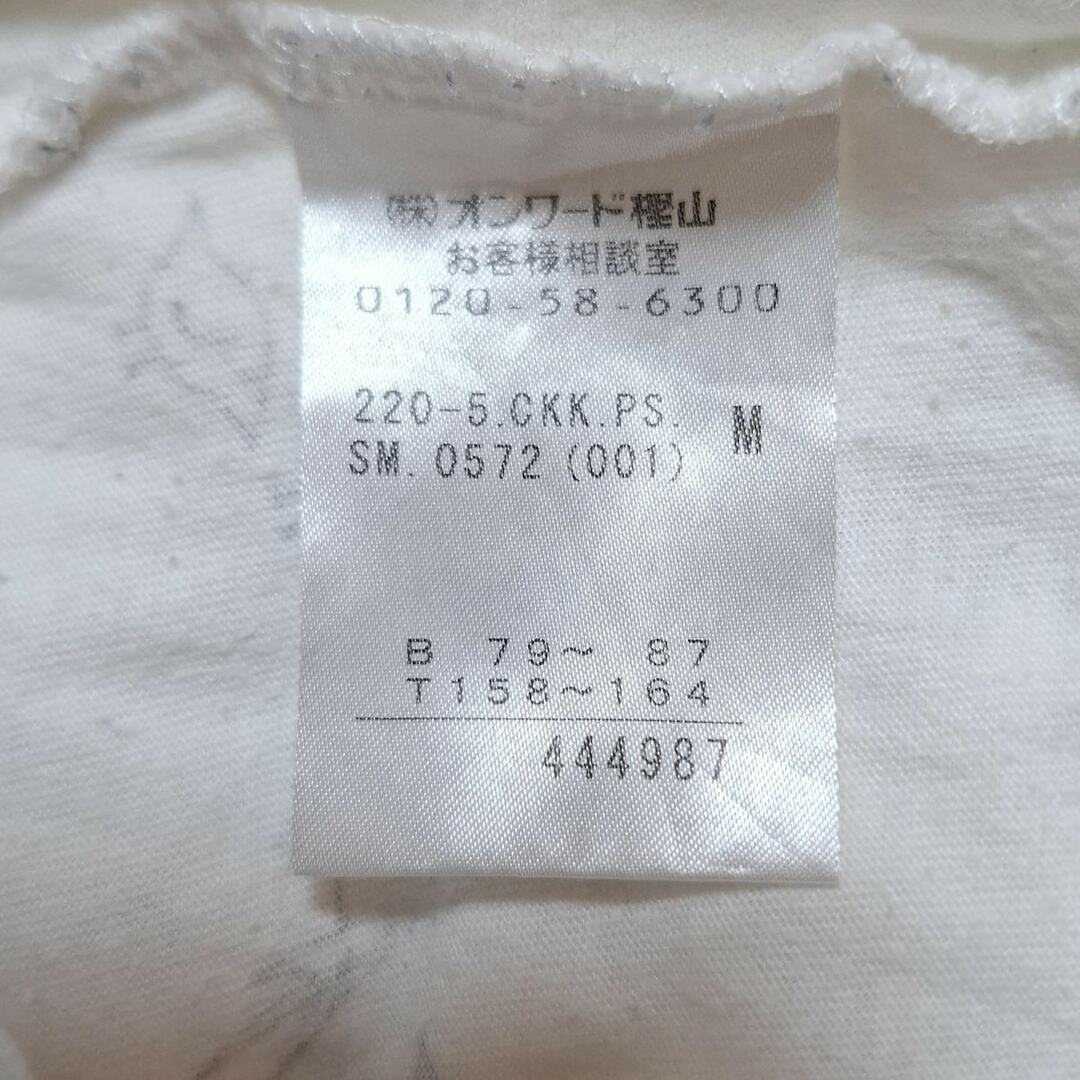 (株)オンワード樫山
お客様相談室
0120-58-6300
220-5.CKK.PS.
SM.0572(001) M
B 79〜 87
T158〜164
444987